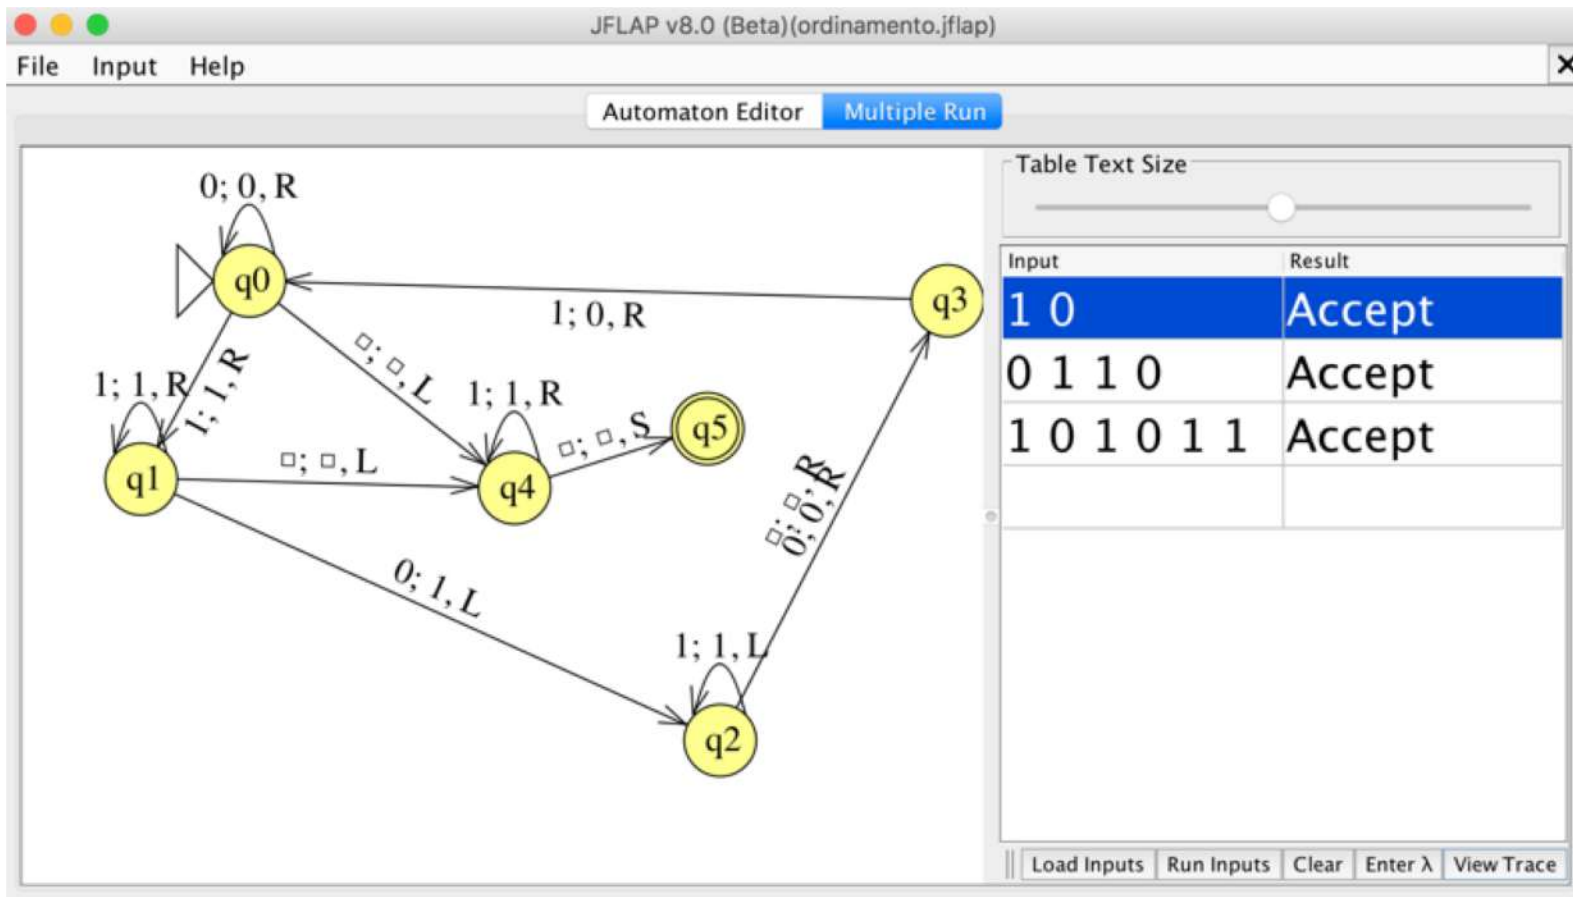 JFLAP v8.0 (Beta)(ordinamento.jflap)
File Input Help
Automaton Editor Multiple Run
0; 0, R
q0
1; 0, R
q3
□; □, L
1; 1, R
1; 1, R
1; 1, R
□; □, S
q5
□; □, L
q1
q4
□; □, R
0; 0, R
0; 1, L
1; 1, L
q2
Table Text Size
Input Result
1 0 Accept
0 1 1 0 Accept
1 0 1 0 1 1 Accept
Load Inputs Run Inputs Clear Enter λ View Trace